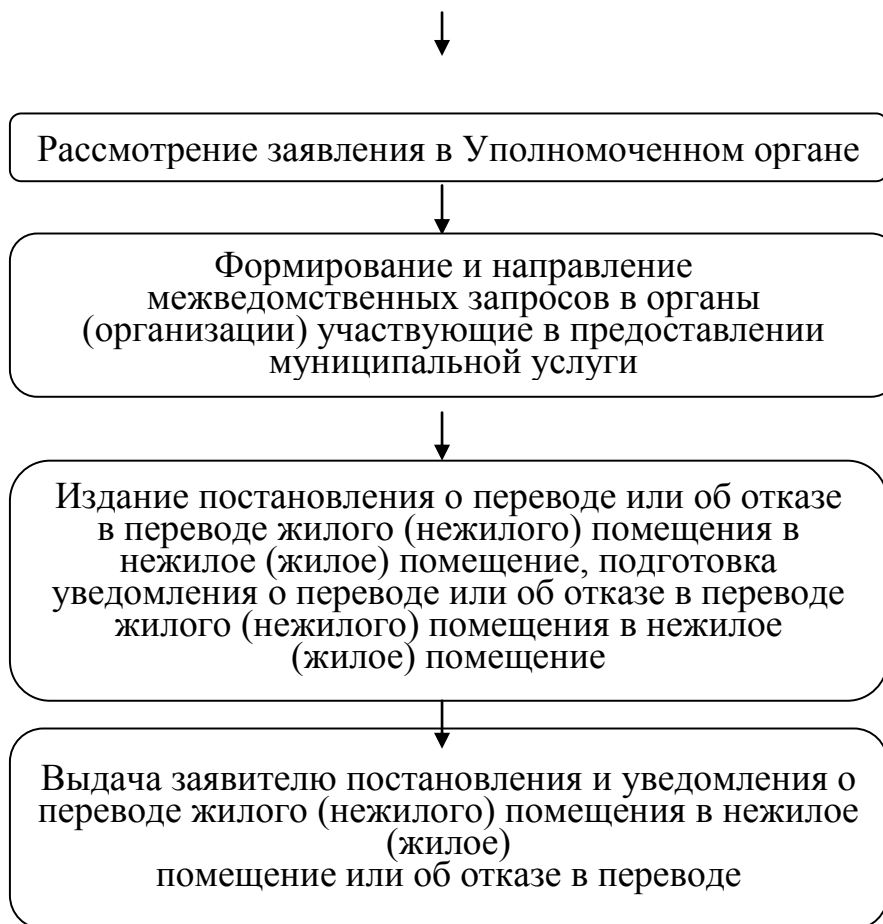 Рассмотрение заявления в Уполномоченном органе
Формирование и направление
межведомственных запросов в органы
(организации) участвующие в предоставлении
муниципальной услуги
Издание постановления о переводе или об отказе
в переводе жилого (нежилого) помещения в
нежилое (жилое) помещение, подготовка
уведомления о переводе или об отказе в переводе
жилого (нежилого) помещения в нежилое
(жилое) помещение
Выдача заявителю постановления и уведомления о
переводе жилого (нежилого) помещения в нежилое
(жилое)
помещение или об отказе в переводе